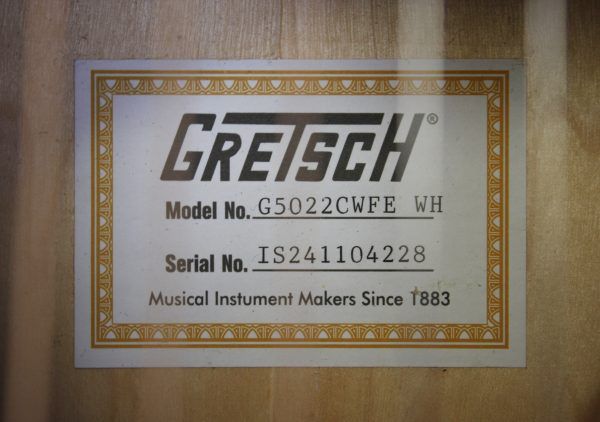 GRETSCH®
Model No. G5022CWFE WH
Serial No. IS241104228
Musical Instument Makers Since 1883